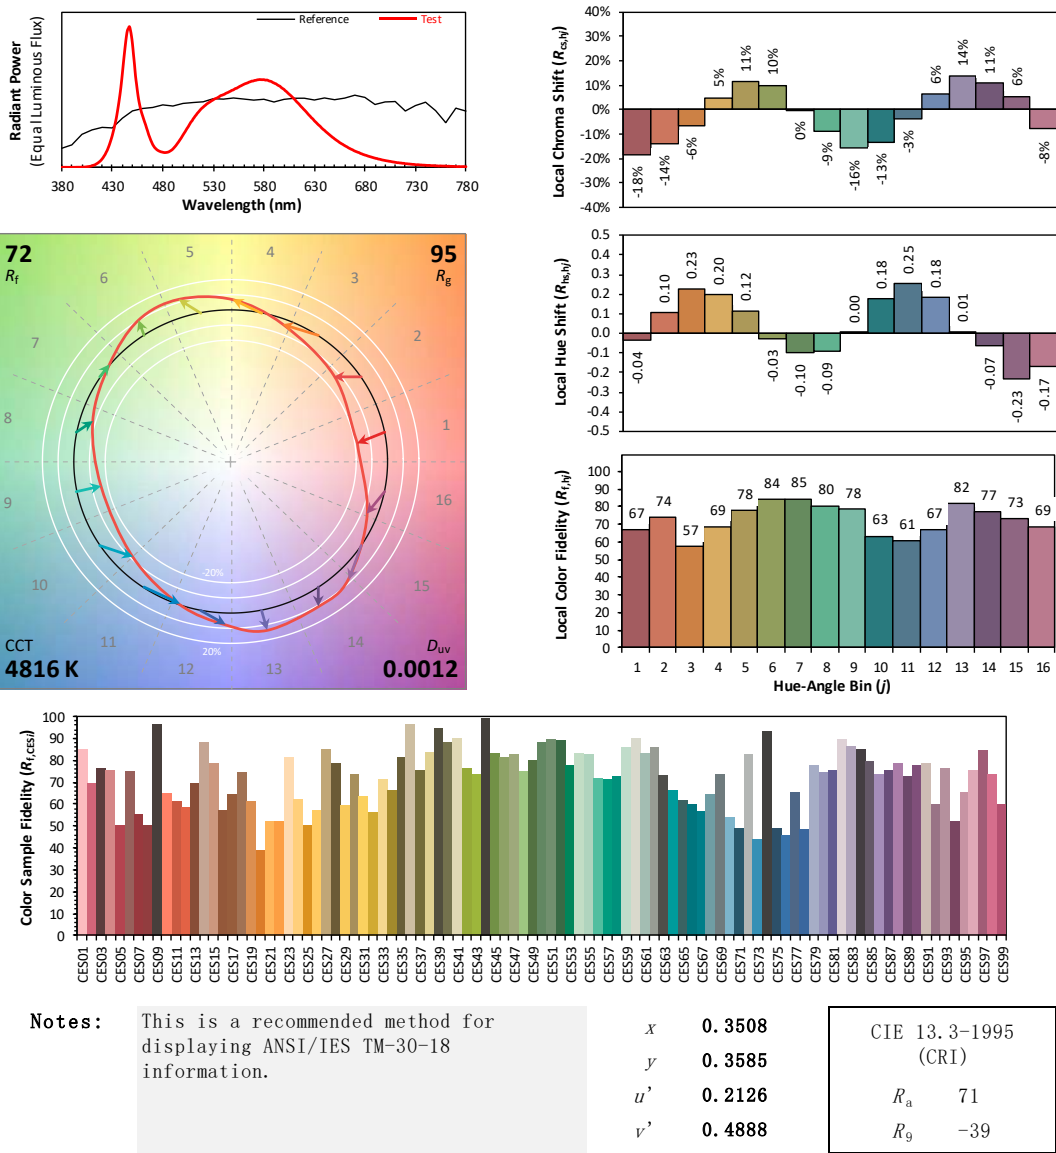 Radiant Power
(Equal Luminous Flux)
Reference
Test
380 430 480 530 580 630 680 730 780
Wavelength (nm)
Local Chroma Shift (Rcs,hj)
40%
30%
20%
10%
0%
-10%
-20%
-30%
-40%
-18% -14% -6% 5% 11% 10% 0% -9% -16% -13% -3% 6% 14% 11% 6% -8%
72
Rf
95
Rg
1
2
3
4
5
6
7
8
9
10
11
12
13
14
15
16
-20%
20%
CCT
4816 K
Duv
0.0012
Local Hue Shift (Rhs,hj)
0.5
0.4
0.3
0.2
0.1
0.0
-0.1
-0.2
-0.3
-0.4
-0.5
-0.04 0.10 0.23 0.20 0.12 -0.03 -0.10 -0.09 0.00 0.18 0.25 0.18 0.01 -0.07 -0.23 -0.17
Local Color Fidelity (Rf,hj)
100
90
80
70
60
50
40
30
20
10
0
67 74 57 69 78 84 85 80 78 63 61 67 82 77 73 69
1 2 3 4 5 6 7 8 9 10 11 12 13 14 15 16
Hue-Angle Bin (j)
Color Sample Fidelity (Rf,CESi)
100
90
80
70
60
50
40
30
20
10
0
CES01 CES03 CES05 CES07 CES09 CES11 CES13 CES15 CES17 CES19 CES21 CES23 CES25 CES27 CES29 CES31 CES33 CES35 CES37 CES39 CES41 CES43 CES45 CES47 CES49 CES51 CES53 CES55 CES57 CES59 CES61 CES63 CES65 CES67 CES69 CES71 CES73 CES75 CES77 CES79 CES81 CES83 CES85 CES87 CES89 CES91 CES93 CES95 CES97 CES99
Notes:
This is a recommended method for
displaying ANSI/IES TM-30-18
information.
x 0.3508
y 0.3585
u' 0.2126
v' 0.4888
CIE 13.3-1995
(CRI)
Ra 71
R9 -39